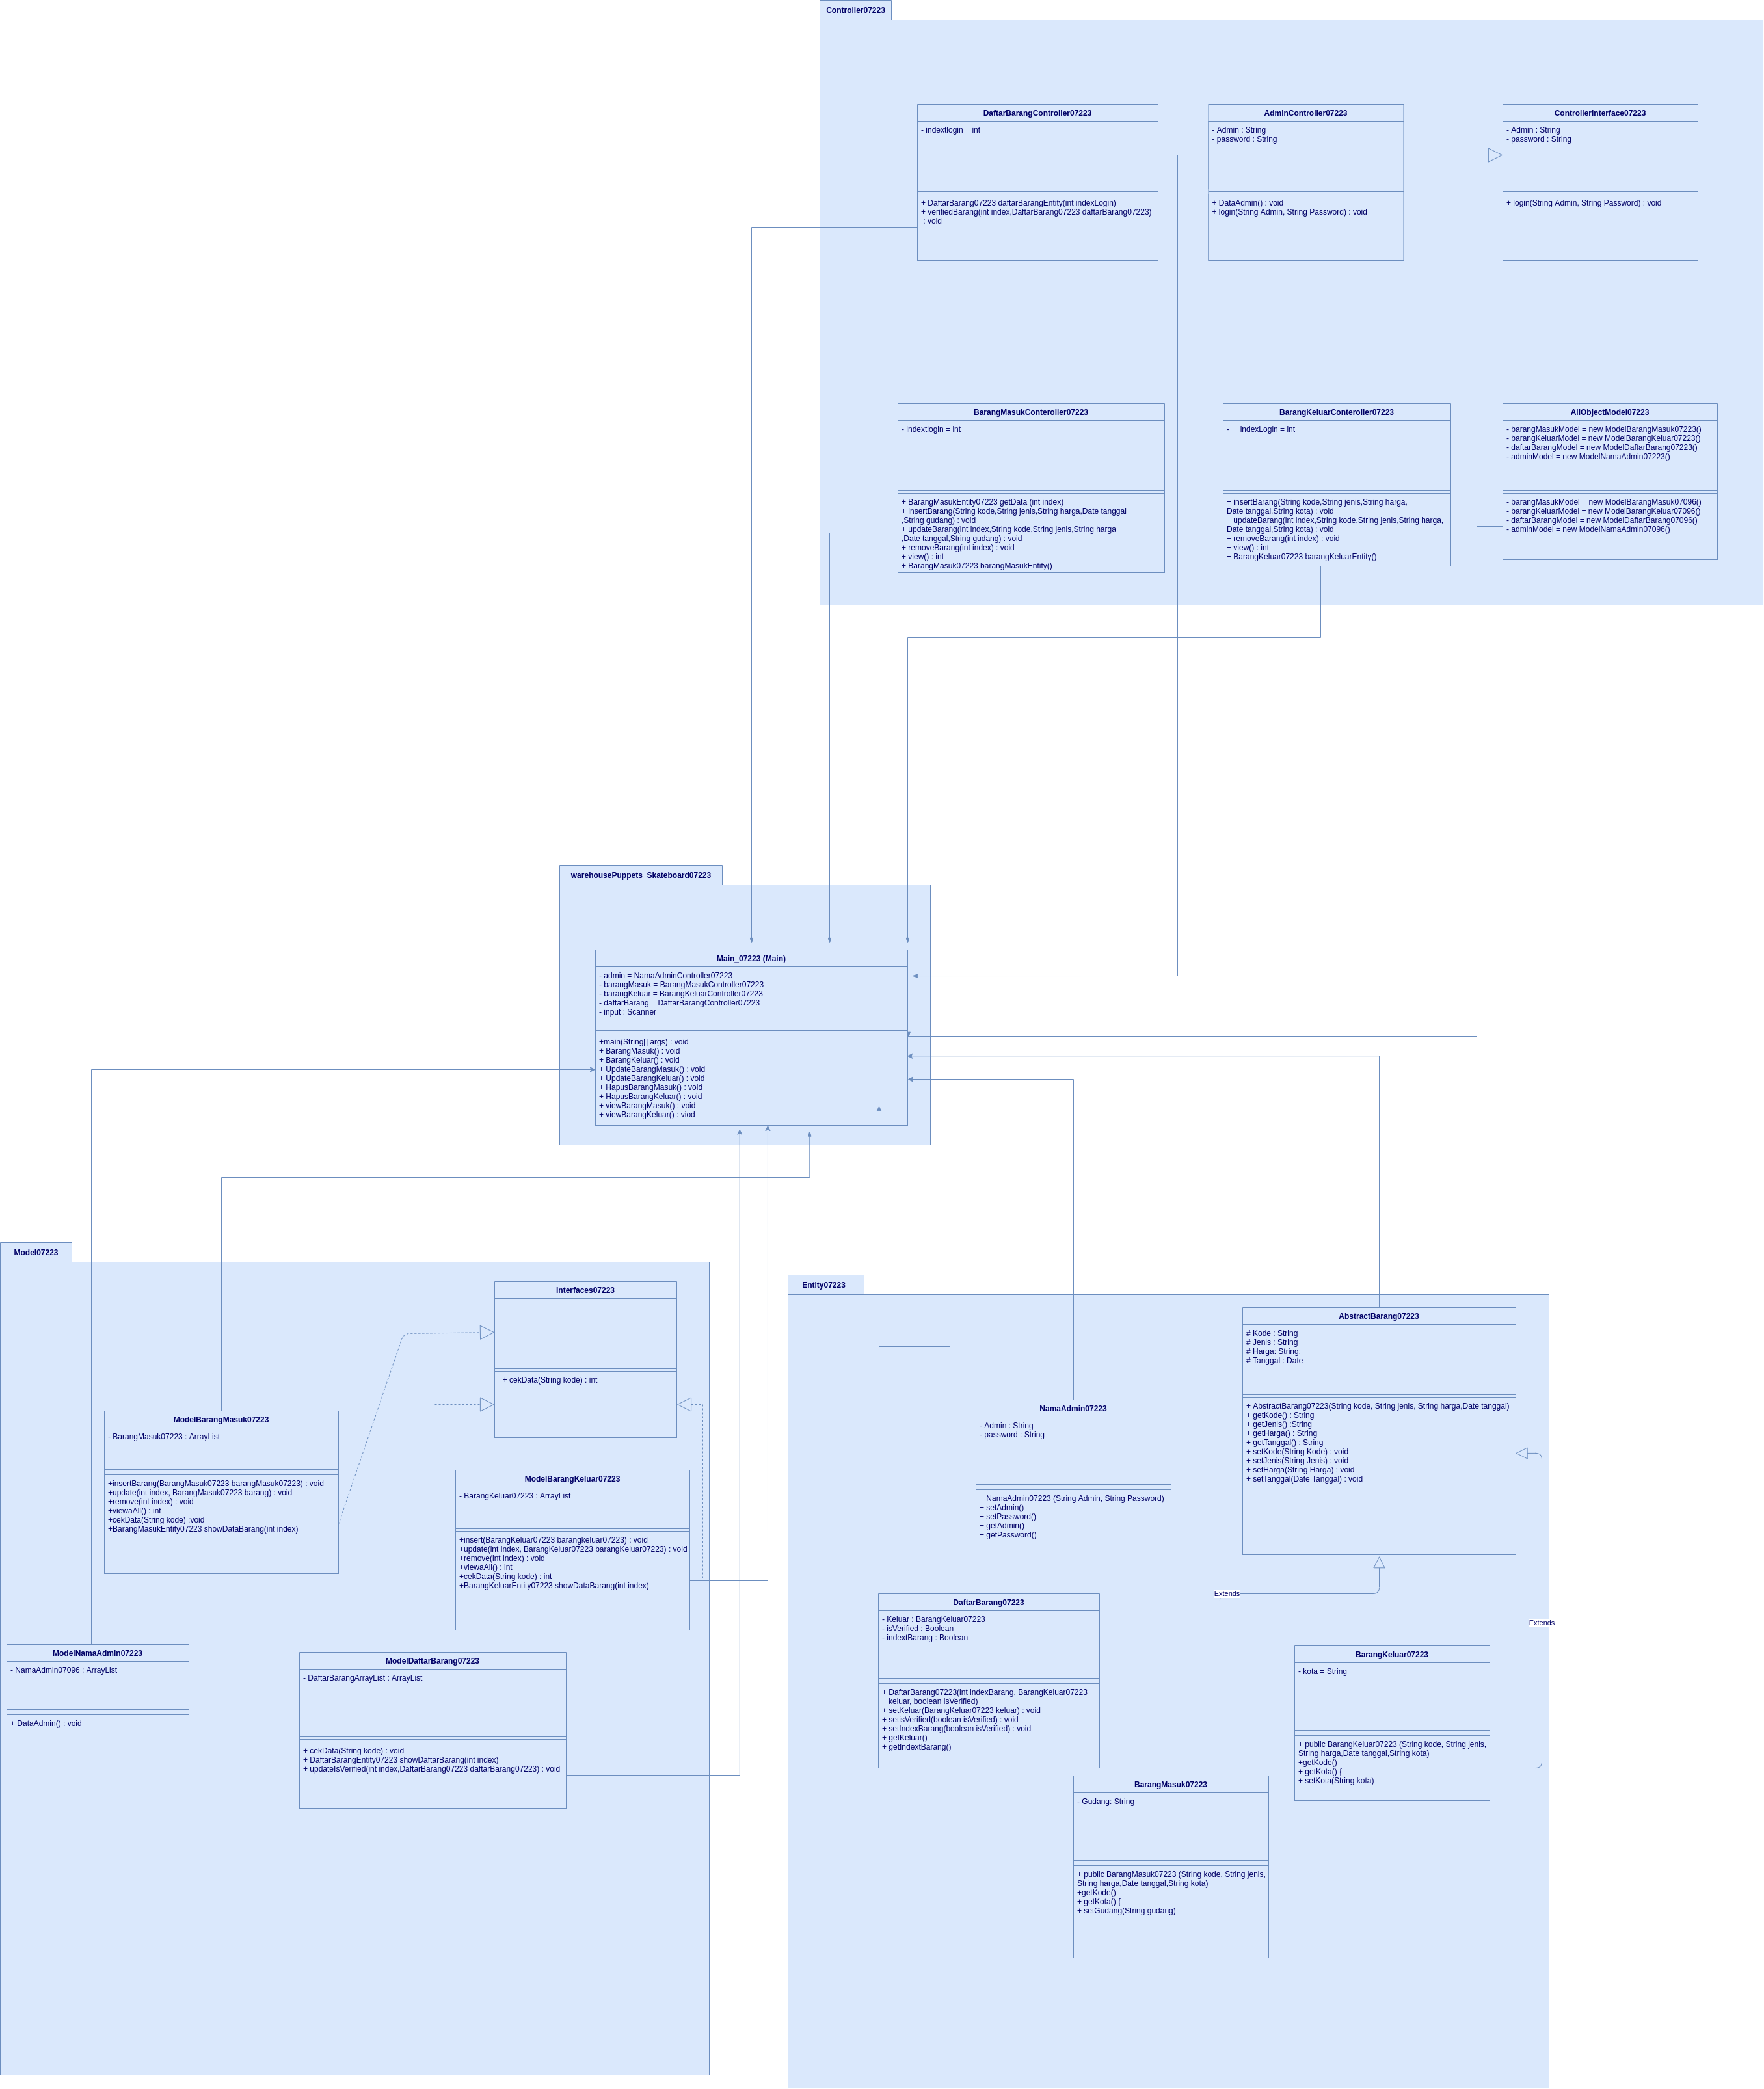 Controller07223
DaftarBarangController07223
- indextlogin = int
+ DaftarBarang07223 daftarBarangEntity(int indexLogin)
+ verifiedBarang(int index,DaftarBarang07223 daftarBarang07223)
: void
AdminController07223
- Admin : String
- password : String
+ DataAdmin() : void
+ login(String Admin, String Password) : void
ControllerInterface07223
- Admin : String
- password : String
+ login(String Admin, String Password) : void
BarangMasukConteroller07223
- indextlogin = int
+ BarangMasukEntity07223 getData (int index)
+ insertBarang(String kode,String jenis,String harga,Date tanggal
,String gudang) : void
+ updateBarang(int index,String kode,String jenis,String harga
,Date tanggal,String gudang) : void
+ removeBarang(int index) : void
+ view() : int
+ BarangMasuk07223 barangMasukEntity()
BarangKeluarConteroller07223
- indexLogin = int
+ insertBarang(String kode,String jenis,String harga,
Date tanggal,String kota) : void
+ updateBarang(int index,String kode,String jenis,String harga,
Date tanggal,String kota) : void
+ removeBarang(int index) : void
+ view() : int
+ BarangKeluar07223 barangKeluarEntity()
AllObjectModel07223
- barangMasukModel = new ModelBarangMasuk07223()
- barangKeluarModel = new ModelBarangKeluar07223()
- daftarBarangModel = new ModelDaftarBarang07223()
- adminModel = new ModelNamaAdmin07223()
- barangMasukModel = new ModelBarangMasuk07096()
- barangKeluarModel = new ModelBarangKeluar07096()
- daftarBarangModel = new ModelDaftarBarang07096()
- adminModel = new ModelNamaAdmin07096()
warehousePuppets_Skateboard07223
Main_07223 (Main)
- admin = NamaAdminController07223
- barangMasuk = BarangMasukController07223
- barangKeluar = BarangKeluarController07223
- daftarBarang = DaftarBarangController07223
- input : Scanner
+main(String[] args) : void
+ BarangMasuk() : void
+ BarangKeluar() : void
+ UpdateBarangMasuk() : void
+ UpdateBarangKeluar() : void
+ HapusBarangMasuk() : void
+ HapusBarangKeluar() : void
+ viewBarangMasuk() : void
+ viewBarangKeluar() : viod
Model07223
Interfaces07223
+ cekData(String kode) : int
ModelBarangMasuk07223
- BarangMasuk07223 : ArrayList
+insertBarang(BarangMasuk07223 barangMasuk07223) : void
+update(int index, BarangMasuk07223 barang) : void
+remove(int index) : void
+viewaAll() : int
+cekData(String kode) :void
+BarangMasukEntity07223 showDataBarang(int index)
ModelBarangKeluar07223
- BarangKeluar07223 : ArrayList
+insert(BarangKeluar07223 barangkeluar07223) : void
+update(int index, BarangKeluar07223 barangKeluar07223) : void
+remove(int index) : void
+viewaAll() : int
+cekData(String kode) : int
+BarangKeluarEntity07223 showDataBarang(int index)
ModelNamaAdmin07223
- NamaAdmin07096 : ArrayList
+ DataAdmin() : void
ModelDaftarBarang07223
- DaftarBarangArrayList : ArrayList
+ cekData(String kode) : void
+ DaftarBarangEntity07223 showDaftarBarang(int index)
+ updateIsVerified(int index,DaftarBarang07223 daftarBarang07223) : void
Entity07223
AbstractBarang07223
# Kode : String
# Jenis : String
# Harga: String:
# Tanggal : Date
+ AbstractBarang07223(String kode, String jenis, String harga,Date tanggal)
+ getKode() : String
+ getJenis() :String
+ getHarga() : String
+ getTanggal() : String
+ setKode(String Kode) : void
+ setJenis(String Jenis) : void
+ setHarga(String Harga) : void
+ setTanggal(Date Tanggal) : void
NamaAdmin07223
- Admin : String
- password : String
+ NamaAdmin07223 (String Admin, String Password)
+ setAdmin()
+ setPassword()
+ getAdmin()
+ getPassword()
Extends
Extends
DaftarBarang07223
- Keluar : BarangKeluar07223
- isVerified : Boolean
- indextBarang : Boolean
+ DaftarBarang07223(int indexBarang, BarangKeluar07223
keluar, boolean isVerified)
+ setKeluar(BarangKeluar07223 keluar) : void
+ setisVerified(boolean isVerified) : void
+ setIndexBarang(boolean isVerified) : void
+ getKeluar()
+ getIndextBarang()
BarangKeluar07223
- kota = String
+ public BarangKeluar07223 (String kode, String jenis,
String harga,Date tanggal,String kota)
+getKode()
+ getKota() {
+ setKota(String kota)
BarangMasuk07223
- Gudang: String
+ public BarangMasuk07223 (String kode, String jenis,
String harga,Date tanggal,String kota)
+getKode()
+ getKota() {
+ setGudang(String gudang)